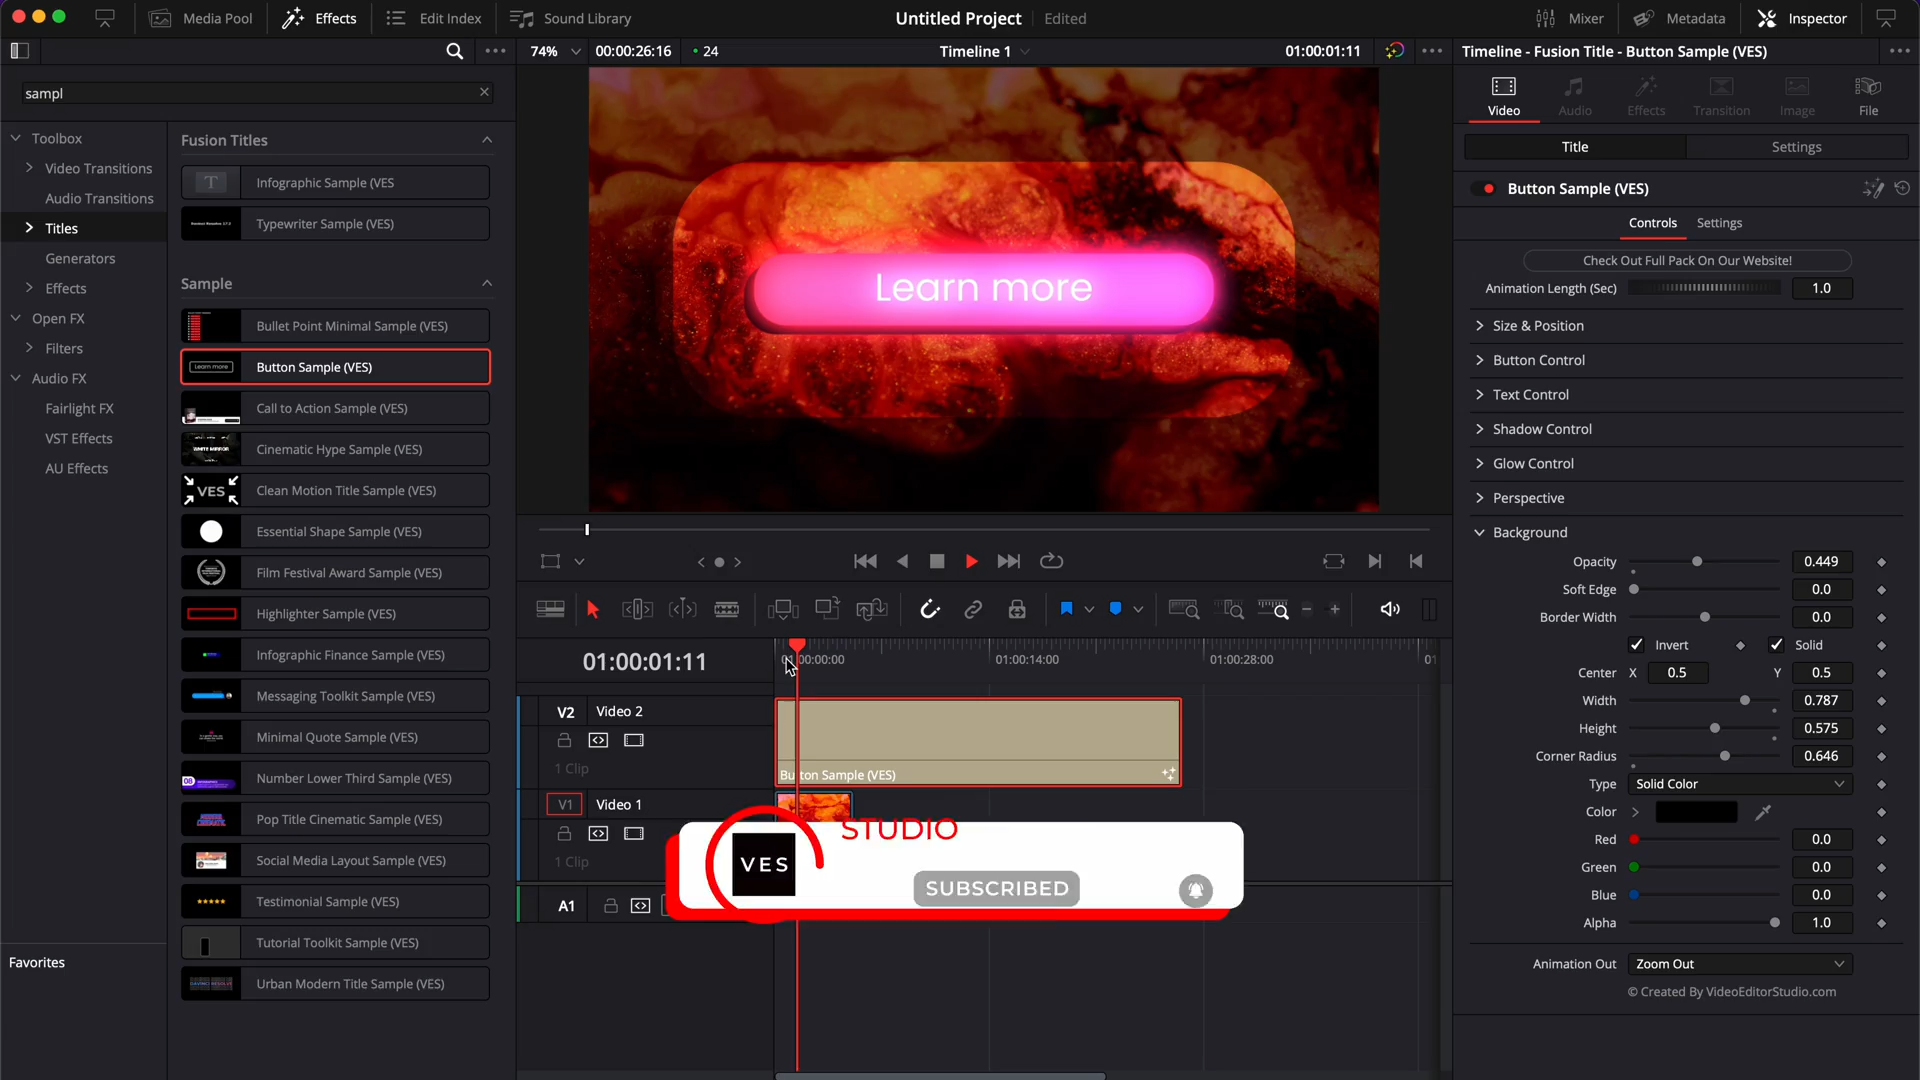 Media Pool
Effects
Edit Index
Sound Library
Untitled Project
Edited
Mixer
Metadata
Inspector
74%
00:00:26:16
24
Timeline 1
01:00:01:11
Timeline - Fusion Title - Button Sample (VES)
sampl
Video
Audio
Effects
Transition
Image
File
Toolbox
Video Transitions
Audio Transitions
Titles
Generators
Effects
Open FX
Filters
Audio FX
Fairlight FX
VST Effects
AU Effects
Favorites
Fusion Titles
T Infographic Sample (VES
Typewriter Sample (VES)
Sample
Bullet Point Minimal Sample (VES)
Learn more Button Sample (VES)
Call to Action Sample (VES)
WHITE MIRROR Cinematic Hype Sample (VES)
VES Clean Motion Title Sample (VES)
Essential Shape Sample (VES)
Film Festival Award Sample (VES)
Highlighter Sample (VES)
Infographic Finance Sample (VES)
Messaging Toolkit Sample (VES)
Minimal Quote Sample (VES)
08 Number Lower Third Sample (VES)
Pop Title Cinematic Sample (VES)
Social Media Layout Sample (VES)
Testimonial Sample (VES)
Tutorial Toolkit Sample (VES)
Urban Modern Title Sample (VES)
Learn more
01:00:01:11
01:00:00:00
01:00:14:00
01:00:28:00
01
V2 Video 2
1 Clip
Button Sample (VES)
V1 Video 1
1 Clip
A1
STUDIO
VES
SUBSCRIBED
Title
Settings
Button Sample (VES)
Controls
Settings
Check Out Full Pack On Our Website!
Animation Length (Sec) 1.0
Size & Position
Button Control
Text Control
Shadow Control
Glow Control
Perspective
Background
Opacity 0.449
Soft Edge 0.0
Border Width 0.0
Invert Solid
Center X 0.5 Y 0.5
Width 0.787
Height 0.575
Corner Radius 0.646
Type Solid Color
Color
Red 0.0
Green 0.0
Blue 0.0
Alpha 1.0
Animation Out Zoom Out
© Created By VideoEditorStudio.com